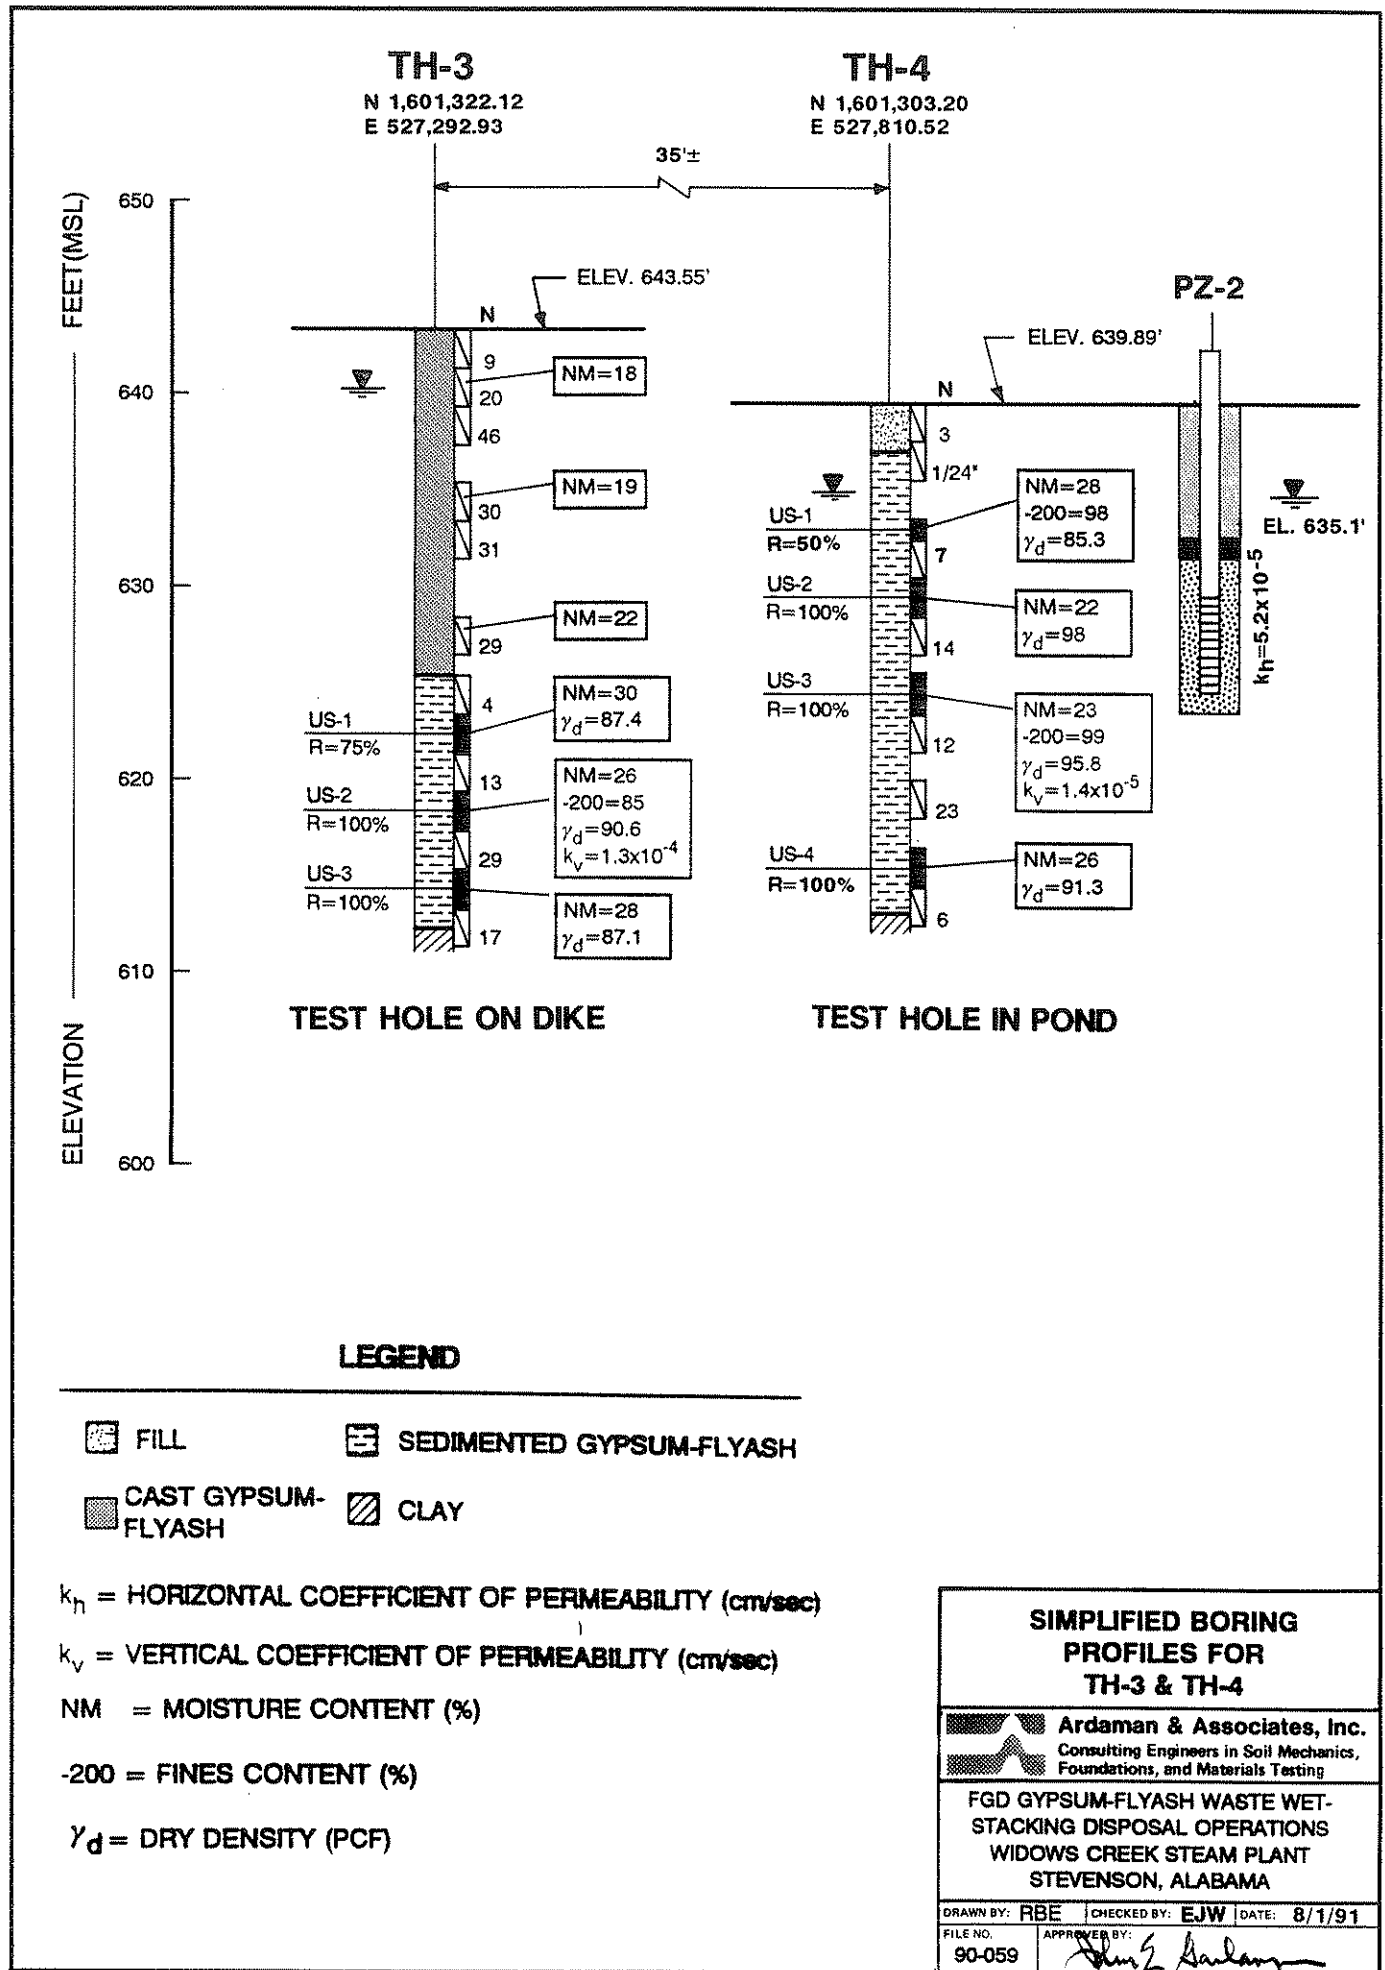 TH-3
N 1,601,322.12
E 527,292.93
TH-4
N 1,601,303.20
E 527,810.52
35'±
FEET(MSL)
ELEVATION
650
640
630
620
610
600
ELEV. 643.55'
N
9
20
46
30
31
29
4
13
29
17
NM=18
NM=19
NM=22
NM=30
γd=87.4
NM=26
-200=85
γd=90.6
kv=1.3x10-4
NM=28
γd=87.1
US-1
R=75%
US-2
R=100%
US-3
R=100%
TEST HOLE ON DIKE
ELEV. 639.89'
N
3
1/24"
7
14
12
23
6
US-1
R=50%
US-2
R=100%
US-3
R=100%
US-4
R=100%
NM=28
-200=98
γd=85.3
NM=22
γd=98
NM=23
-200=99
γd=95.8
kv=1.4x10-5
NM=26
γd=91.3
TEST HOLE IN POND
PZ-2
EL. 635.1'
kh=5.2x10-5
LEGEND
FILL
SEDIMENTED GYPSUM-FLYASH
CAST GYPSUM-
FLYASH
CLAY
kh = HORIZONTAL COEFFICIENT OF PERMEABILITY (cm/sec)
kv = VERTICAL COEFFICIENT OF PERMEABILITY (cm/sec)
NM = MOISTURE CONTENT (%)
-200 = FINES CONTENT (%)
γd = DRY DENSITY (PCF)
SIMPLIFIED BORING
PROFILES FOR
TH-3 & TH-4
Ardaman & Associates, Inc.
Consulting Engineers in Soil Mechanics,
Foundations, and Materials Testing
FGD GYPSUM-FLYASH WASTE WET-
STACKING DISPOSAL OPERATIONS
WIDOWS CREEK STEAM PLANT
STEVENSON, ALABAMA
DRAWN BY: RBE CHECKED BY: EJW DATE: 8/1/91
FILE NO. APPROVED BY:
90-059